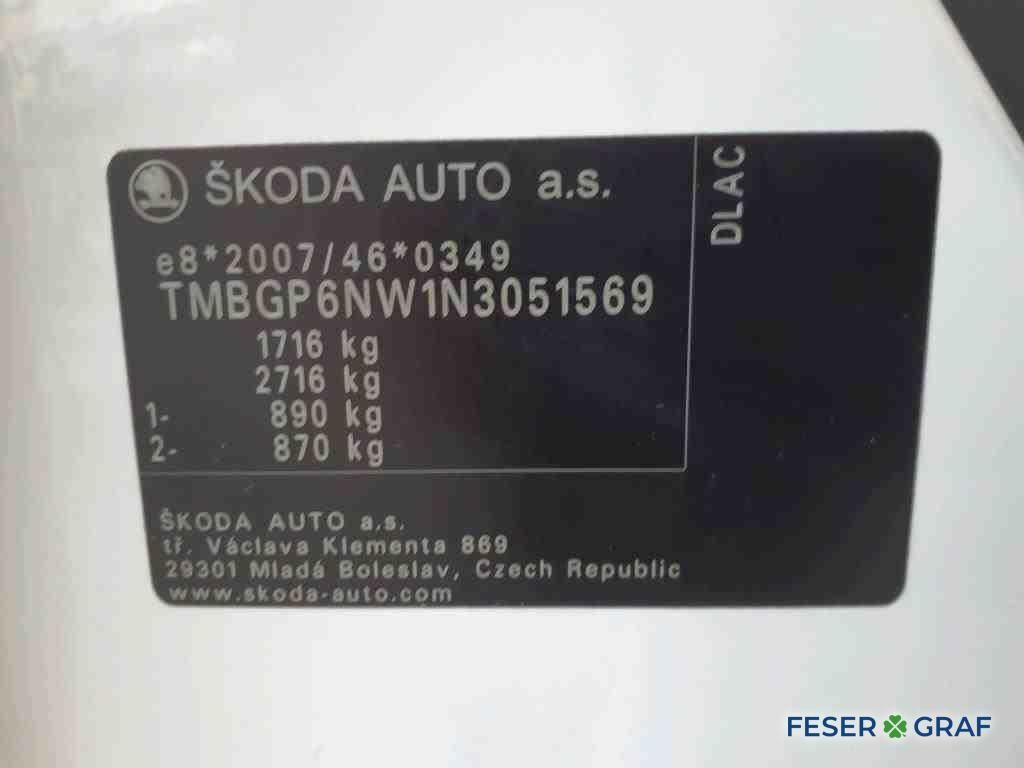 ŠKODA AUTO a.s.
DLAC
e8*2007/46*0349
TMBGP6NW1N3051569
1716 kg
2716 kg
1- 890 kg
2- 870 kg
ŠKODA AUTO a.s.
tř. Václava Klementa 869
29301 Mladá Boleslav, Czech Republic
www.skoda-auto.com
FESER GRAF